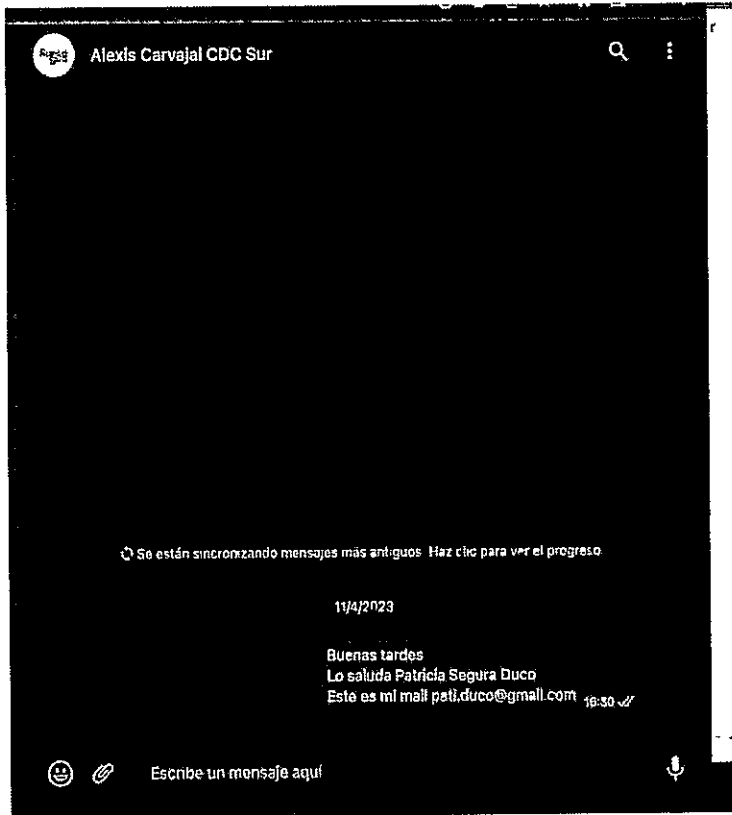 Alexis Carvajal CDC Sur
Se están sincronizando mensajes más antiguos Haz clic para ver el progreso
11/4/2023
Buenas tardes
Lo saluda Patricia Segura Duco
Este es mi mail pati.duco@gmail.com 16:30
Escribe un mensaje aquí